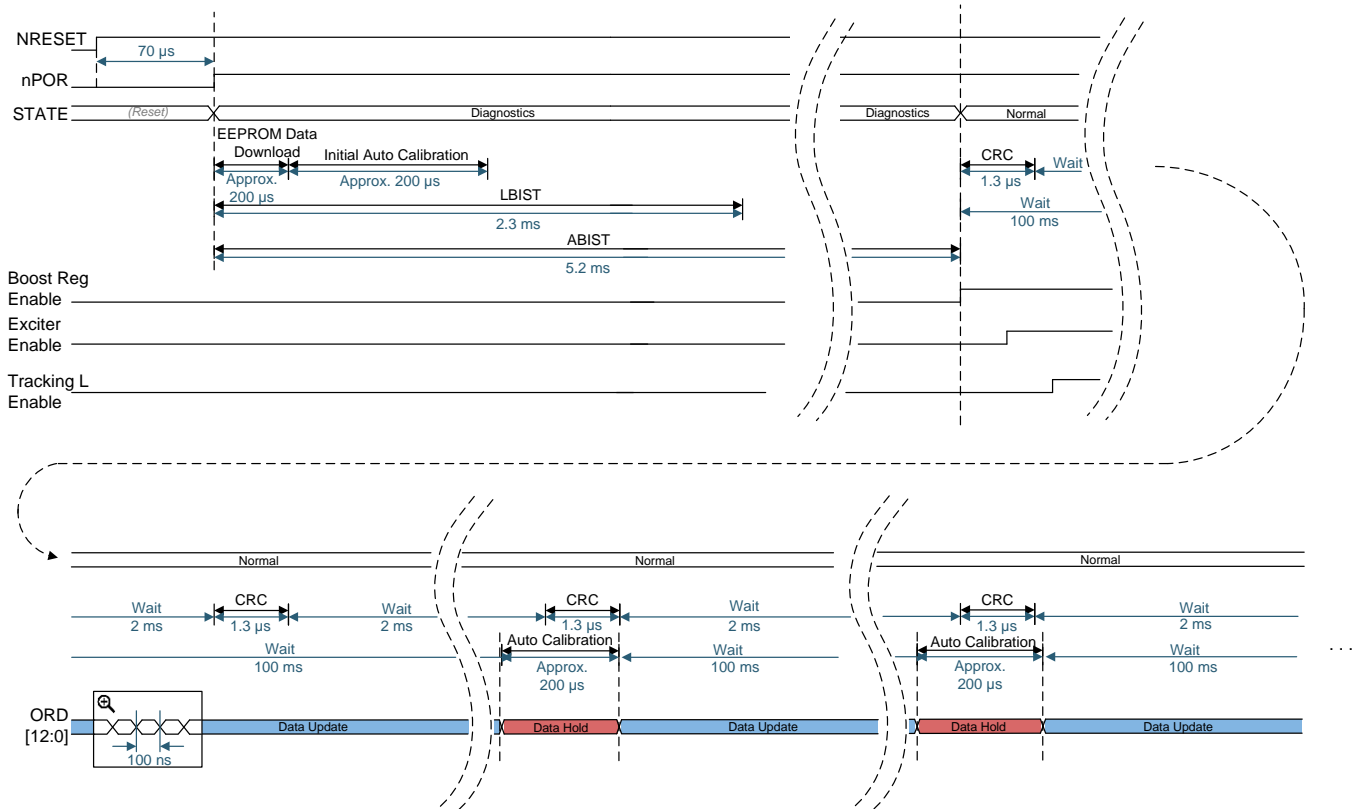 NRESET
70 µs
nPOR
STATE
(Reset)
Diagnostics
Diagnostics
Normal
EEPROM Data
Download
Initial Auto Calibration
CRC
Wait
Approx.
200 µs
Approx. 200 µs
1.3 µs
LBIST
2.3 ms
Wait
100 ms
ABIST
5.2 ms
Boost Reg
Enable
Exciter
Enable
Tracking L
Enable
Normal
Normal
Normal
Wait
2 ms
CRC
1.3 µs
Wait
2 ms
CRC
1.3 µs
Wait
2 ms
CRC
1.3 µs
Wait
2 ms
Wait
100 ms
Auto Calibration
Approx.
200 µs
Wait
100 ms
Auto Calibration
Approx.
200 µs
Wait
100 ms
. . .
ORD
[12:0]
100 ns
Data Update
Data Hold
Data Update
Data Hold
Data Update